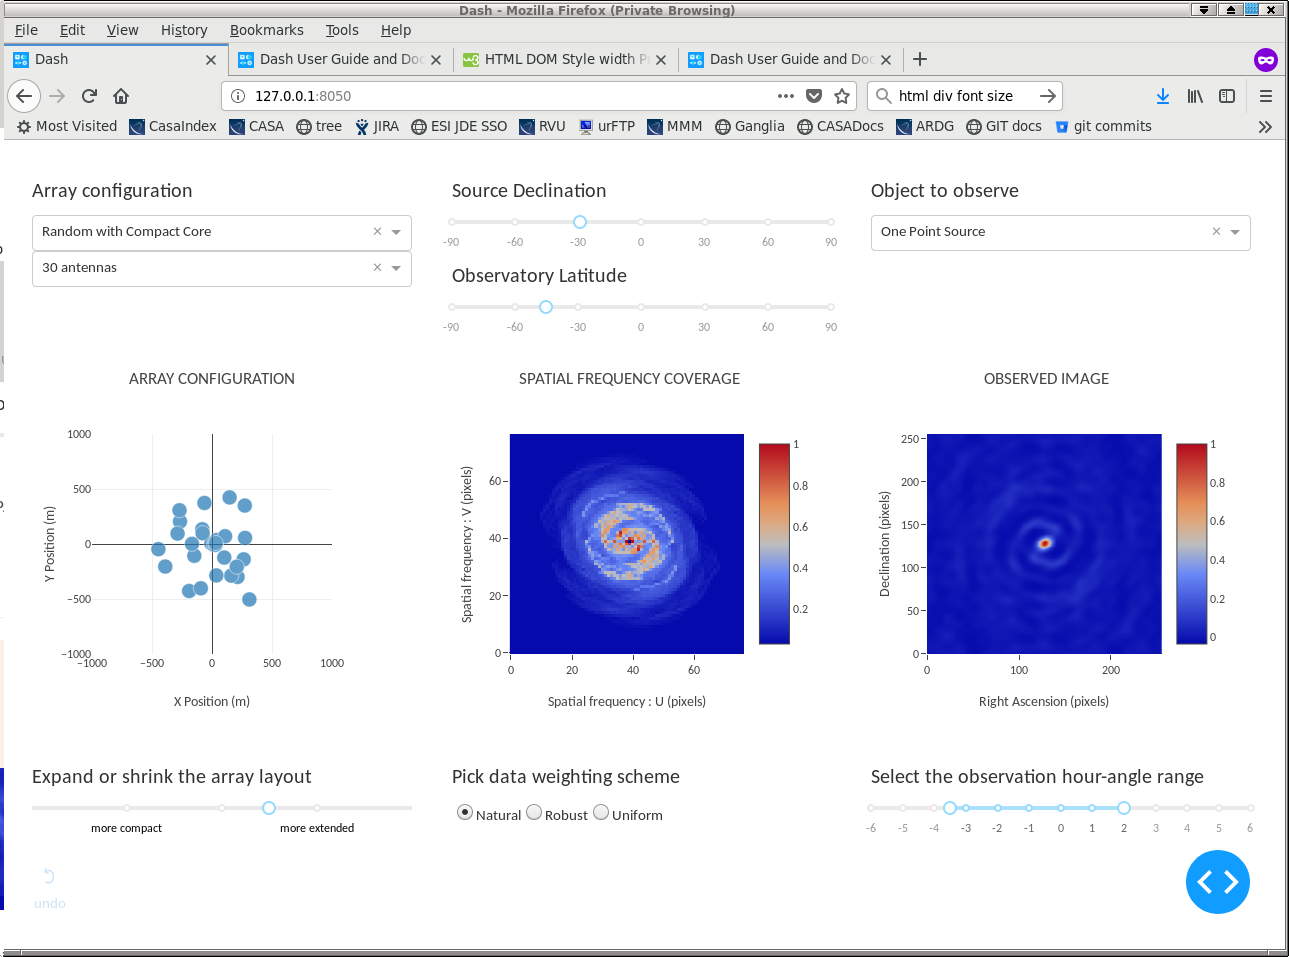 Dash - Mozilla Firefox (Private Browsing)
File Edit View History Bookmarks Tools Help
Dash Dash User Guide and Doc HTML DOM Style width P Dash User Guide and Doc
127.0.0.1:8050 html div font size
Most Visited CasaIndex CASA tree JIRA ESI JDE SSO RVU urFTP MMM Ganglia CASADocs ARDG GIT docs git commits
Array configuration
Random with Compact Core
30 antennas
Source Declination
-90 -60 -30 0 30 60 90
Observatory Latitude
-90 -60 -30 0 30 60 90
Object to observe
One Point Source
ARRAY CONFIGURATION
1000
500
0
−500
−1000
Y Position (m)
−1000 −500 0 500 1000
X Position (m)
SPATIAL FREQUENCY COVERAGE
60
40
20
0
Spatial frequency : V (pixels)
0 20 40 60
Spatial frequency : U (pixels)
1
0.8
0.6
0.4
0.2
OBSERVED IMAGE
250
200
150
100
50
0
Declination (pixels)
0 100 200
Right Ascension (pixels)
1
0.8
0.6
0.4
0.2
0
Expand or shrink the array layout
more compact more extended
Pick data weighting scheme
Natural Robust Uniform
Select the observation hour-angle range
-6 -5 -4 -3 -2 -1 0 1 2 3 4 5 6
undo